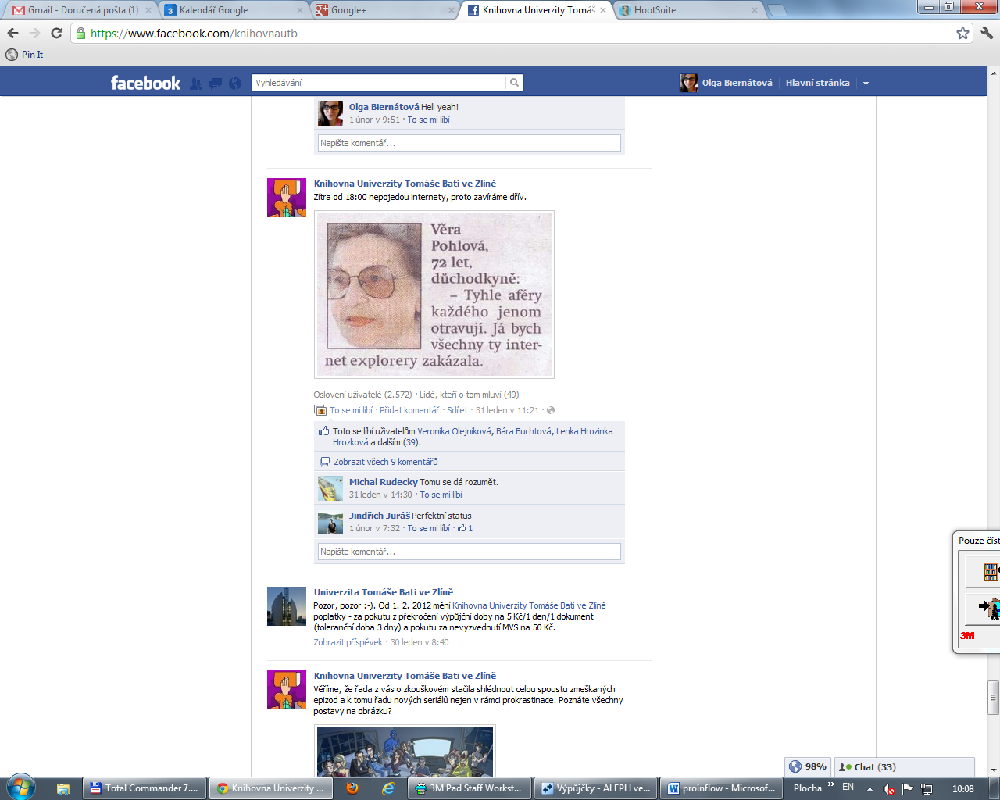 Gmail - Doručená pošta (1)
Kalendář Google
Google+
Knihovna Univerzity Tomáš
HootSuite
https://www.facebook.com/knihovnautb
Pin It
facebook
Vyhledávání
Olga Biernátová
Hlavní stránka
Olga Biernátová Hell yeah!
1 únor v 9:51 · To se mi líbí
Napište komentář...
Knihovna Univerzity Tomáše Bati ve Zlíně
Zítra od 18:00 nepojedou internety, proto zavíráme dřív.
Věra
Pohlová,
72 let,
důchodkyně:
– Tyhle aféry
každého jenom
otravují. Já bych
všechny ty inter-
net explorery zakázala.
Oslovení uživatelé (2.572) · Lidé, kteří o tom mluví (49)
To se mi líbí · Přidat komentář · Sdílet · 31 leden v 11:21 ·
Toto se líbí uživatelům Veronika Olejníková, Bára Buchtová, Lenka Hrozinka
Hrozková a dalším (39).
Zobrazit všech 9 komentářů
Michal Rudecky Tomu se dá rozumět.
31 leden v 14:30 · To se mi líbí
Jindřich Juráš Perfektní status
1 únor v 7:32 · To se mi líbí · 1
Napište komentář...
Univerzita Tomáše Bati ve Zlíně
Pozor, pozor :-). Od 1. 2. 2012 mění Knihovna Univerzity Tomáše Bati ve Zlíně
poplatky - za pokutu z překročení výpůjční doby na 5 Kč/1 den/1 dokument
(toleranční doba 3 dny) a pokutu za nevyzvednutí MVS na 50 Kč.
Zobrazit příspěvek · 30 leden v 8:40
Knihovna Univerzity Tomáše Bati ve Zlíně
Věříme, že řada z vás o zkouškovém stačila shlédnout celou spoustu zmeškaných
epizod a k tomu řadu nových seriálů nejen v rámci prokrastinace. Poznáte všechny
postavy na obrázku?
Pouze číst
3M
98%
Chat (33)
Total Commander 7....
Knihovna Univerzity ...
3M Pad Staff Workst...
Výpůjčky - ALEPH ve...
proinflow - Microsof...
Plocha
EN
10:08